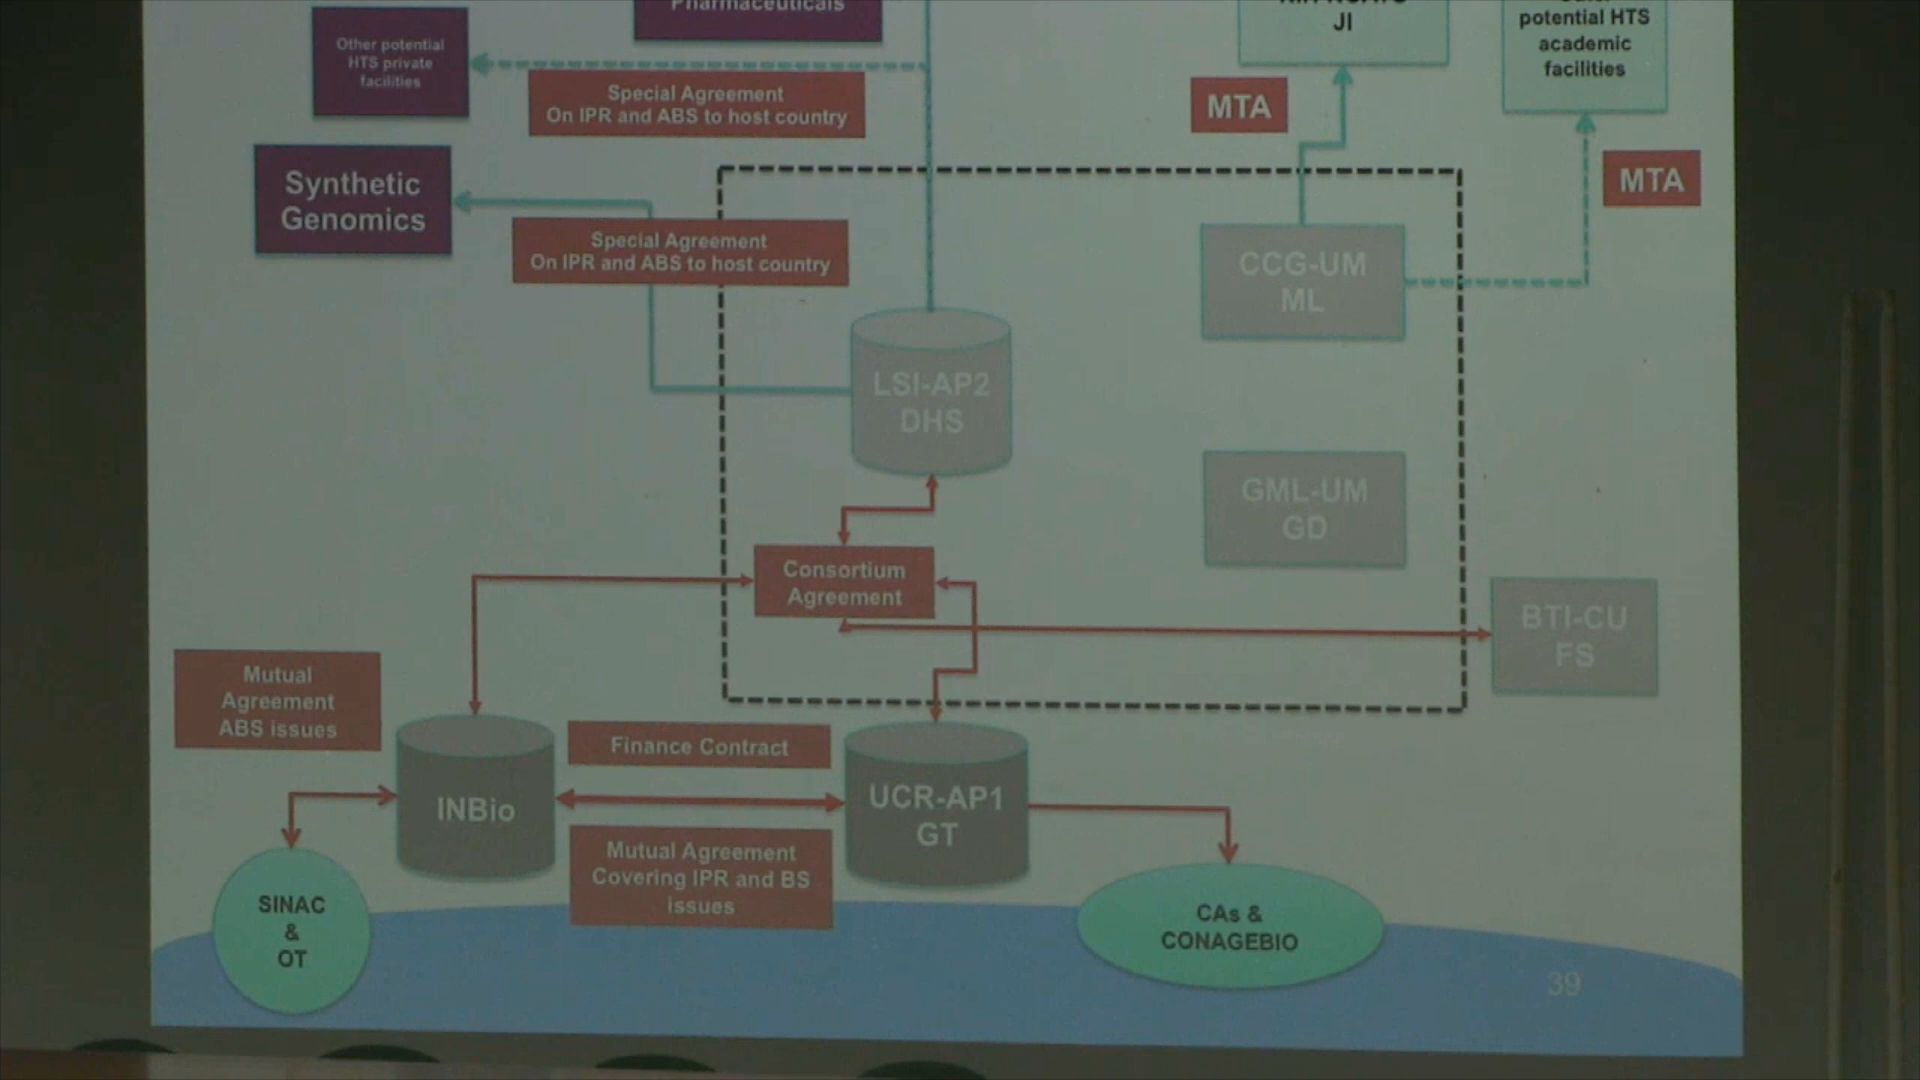 Pharmaceuticals
JI
potential HTS
academic
facilities
Other potential
HTS private
facilities
Special Agreement
On IPR and ABS to host country
MTA
MTA
Synthetic
Genomics
Special Agreement
On IPR and ABS to host country
CCG-UM
ML
LSI-AP2
DHS
GML-UM
GD
Consortium
Agreement
BTI-CU
FS
Mutual
Agreement
ABS issues
Finance Contract
INBio
UCR-AP1
GT
Mutual Agreement
Covering IPR and BS
issues
SINAC
&
OT
CAs &
CONAGEBIO
39